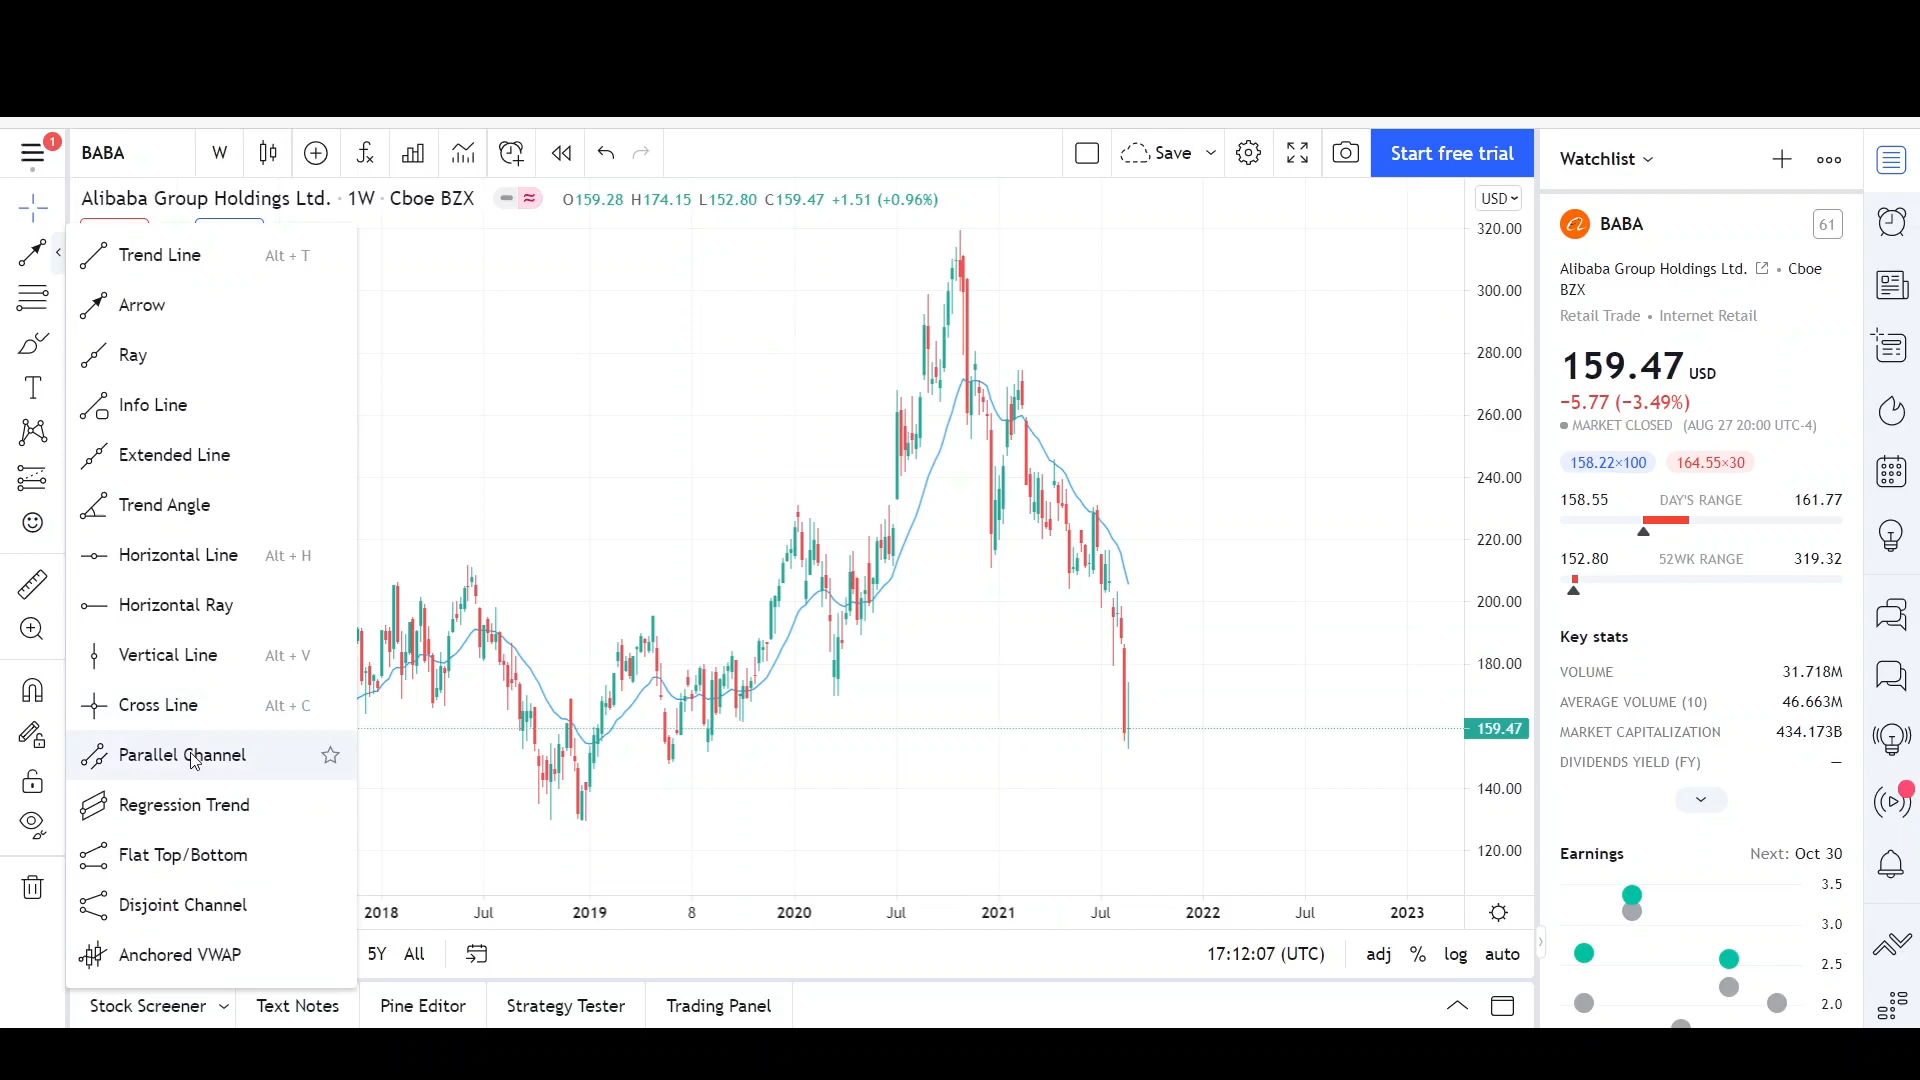 1
BABA
W
Save
Start free trial
Watchlist
Alibaba Group Holdings Ltd. · 1W · Cboe BZX
O159.28 H174.15 L152.80 C159.47 +1.51 (+0.96%)
USD
Trend Line Alt + T
Arrow
Ray
Info Line
Extended Line
Trend Angle
Horizontal Line Alt + H
Horizontal Ray
Vertical Line Alt + V
Cross Line Alt + C
Parallel Channel
Regression Trend
Flat Top/Bottom
Disjoint Channel
Anchored VWAP
320.00
300.00
280.00
260.00
240.00
220.00
200.00
180.00
159.47
140.00
120.00
2018 Jul 2019 8 2020 Jul 2021 Jul 2022 Jul 2023
5Y All
17:12:07 (UTC) adj % log auto
Stock Screener Text Notes Pine Editor Strategy Tester Trading Panel
BABA 61
Alibaba Group Holdings Ltd. • Cboe
BZX
Retail Trade • Internet Retail
159.47 USD
−5.77 (−3.49%)
MARKET CLOSED (AUG 27 20:00 UTC-4)
158.22×100 164.55×30
158.55 DAY'S RANGE 161.77
152.80 52WK RANGE 319.32
Key stats
VOLUME 31.718M
AVERAGE VOLUME (10) 46.663M
MARKET CAPITALIZATION 434.173B
DIVIDENDS YIELD (FY) —
Earnings Next: Oct 30
3.5
3.0
2.5
2.0